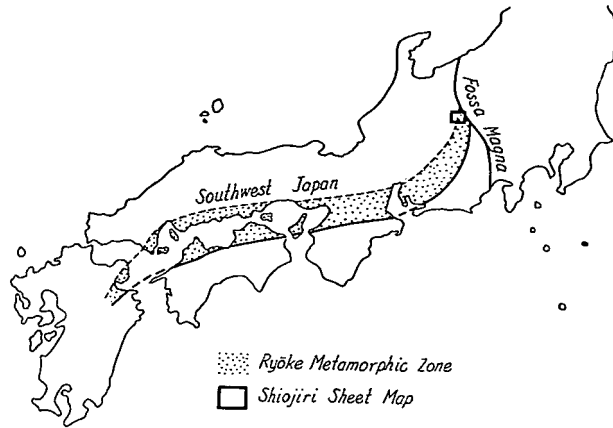 Fossa Magna
Southwest Japan
Ryōke Metamorphic Zone
Shiojiri Sheet Map